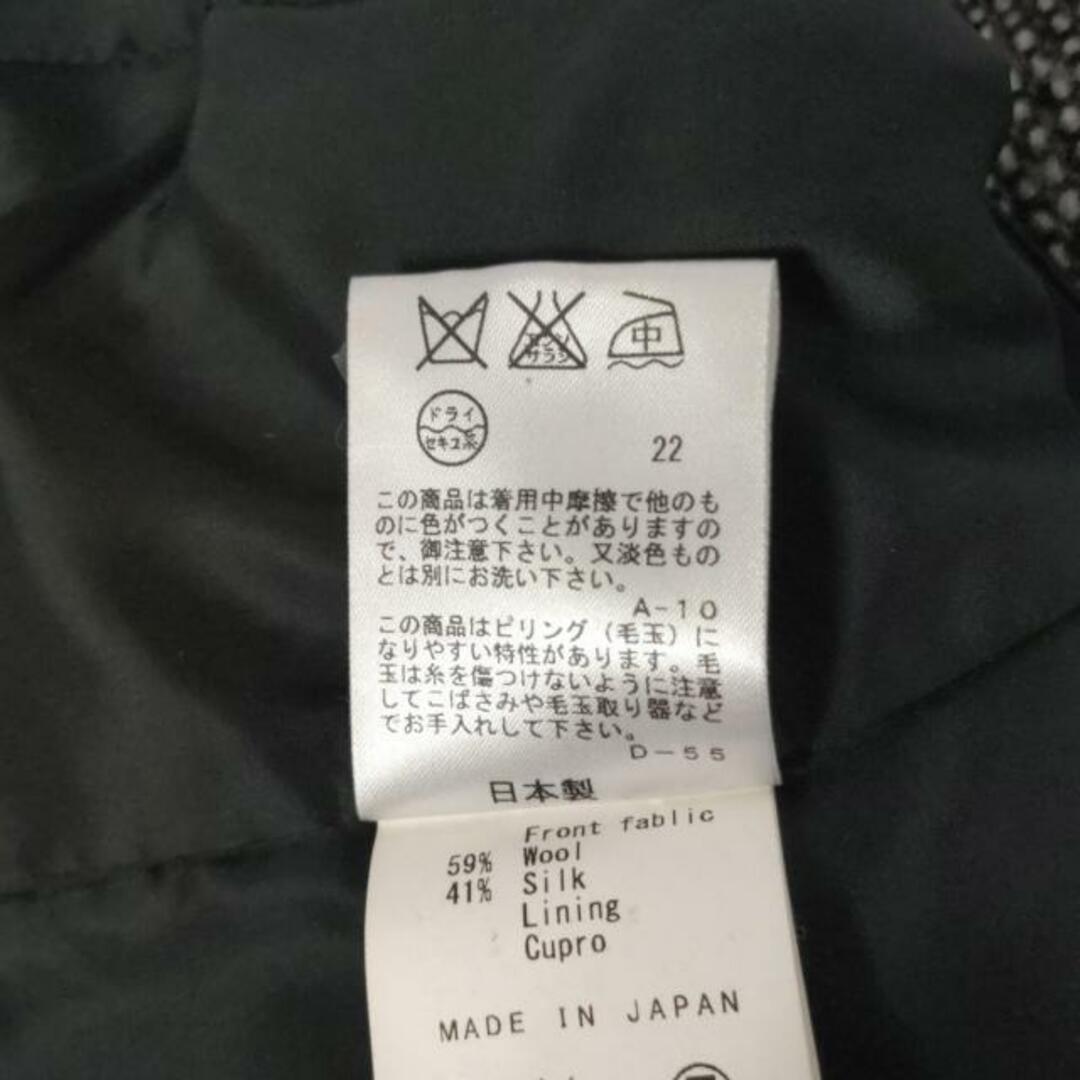 エンソ
サラシ
中
ドライ
セキユ系
22
この商品は着用中摩擦で他のも
のに色がつくことがありますの
で、御注意下さい。又淡色もの
とは別にお洗い下さい。
A-10
この商品はピリング(毛玉)に
なりやすい特性があります。毛
玉は糸を傷つけないように注意
してこばさみや毛玉取り器など
でお手入れして下さい。
D-55
日本製
Front fablic
59% Wool
41% Silk
Lining
Cupro
MADE IN JAPAN